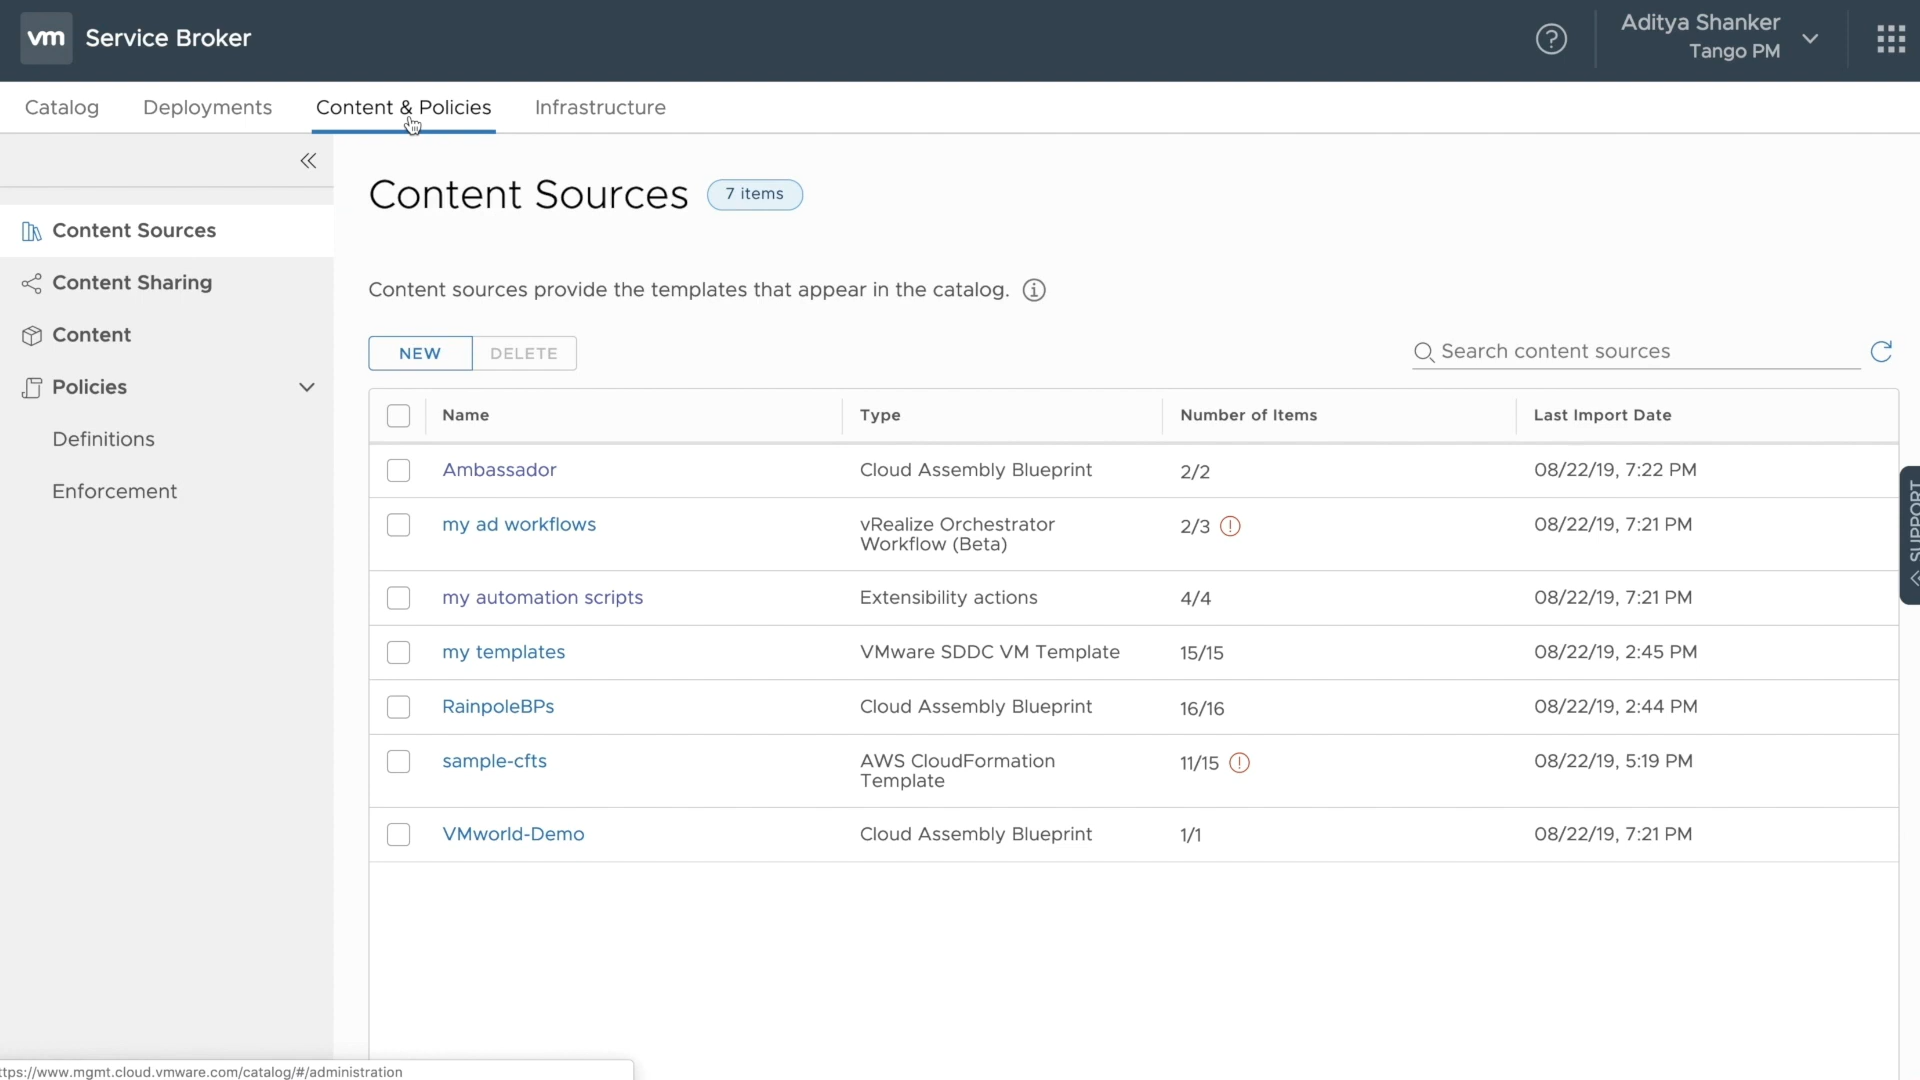 vm Service Broker
Aditya Shanker
Tango PM
Catalog Deployments Content & Policies Infrastructure
Content Sources
Content Sharing
Content
Policies
Definitions
Enforcement
Content Sources 7 items
Content sources provide the templates that appear in the catalog.
NEW DELETE
Search content sources
Name Type Number of Items Last Import Date
Ambassador Cloud Assembly Blueprint 2/2 08/22/19, 7:22 PM
my ad workflows vRealize Orchestrator 2/3 08/22/19, 7:21 PM
Workflow (Beta)
my automation scripts Extensibility actions 4/4 08/22/19, 7:21 PM
my templates VMware SDDC VM Template 15/15 08/22/19, 2:45 PM
RainpoleBPs Cloud Assembly Blueprint 16/16 08/22/19, 2:44 PM
sample-cfts AWS CloudFormation 11/15 08/22/19, 5:19 PM
Template
VMworld-Demo Cloud Assembly Blueprint 1/1 08/22/19, 7:21 PM
SUPPORT
ttps://www.mgmt.cloud.vmware.com/catalog/#/administration